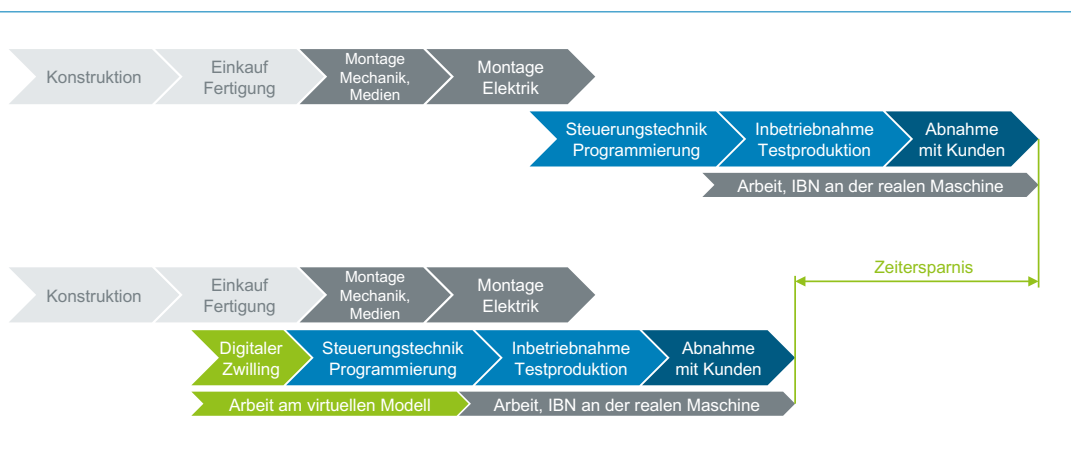 Konstruktion
Einkauf
Fertigung
Montage
Mechanik,
Medien
Montage
Elektrik
Steuerungstechnik
Programmierung
Inbetriebnahme
Testproduktion
Abnahme
mit Kunden
Arbeit, IBN an der realen Maschine
Zeitersparnis
Konstruktion
Einkauf
Fertigung
Montage
Mechanik,
Medien
Montage
Elektrik
Digitaler
Zwilling
Steuerungstechnik
Programmierung
Inbetriebnahme
Testproduktion
Abnahme
mit Kunden
Arbeit am virtuellen Modell
Arbeit, IBN an der realen Maschine